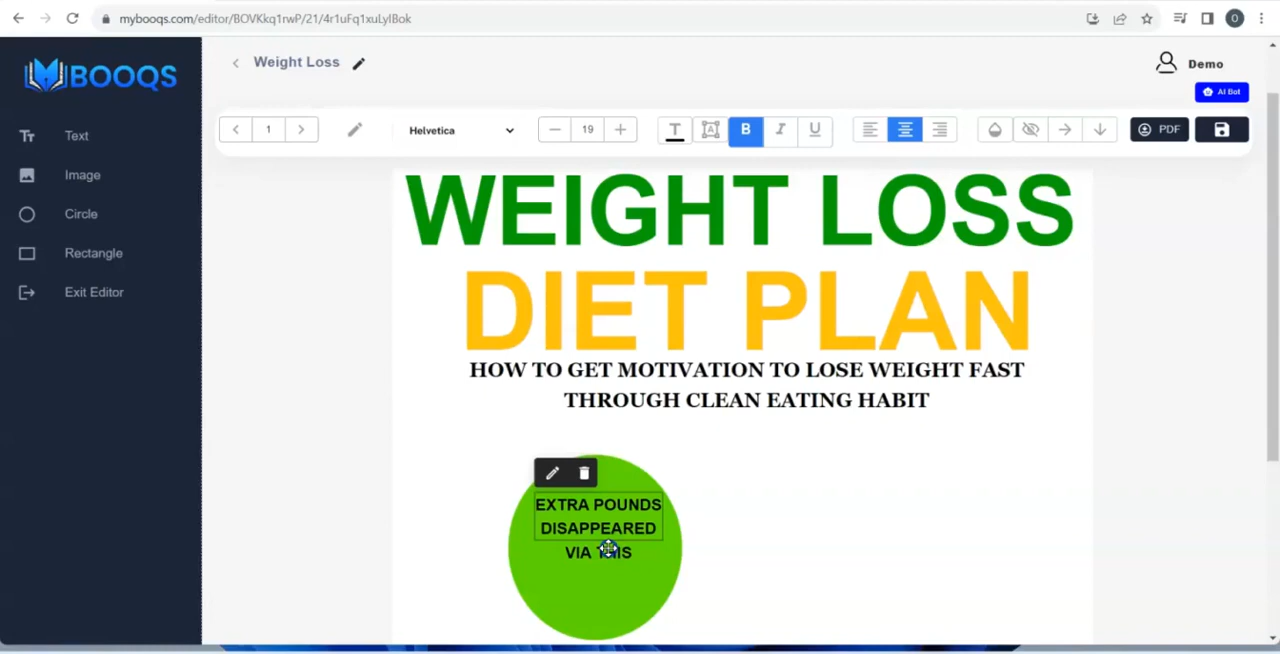 mybooqs.com/editor/BOVKkq1rwP/21/4r1uFq1xuLylBok
O
BOOQS
Weight Loss
Demo
AI Bot
1
Helvetica
19
T
A
B
I
U
PDF
Tт Text
Image
Circle
Rectangle
Exit Editor
WEIGHT LOSS
DIET PLAN
HOW TO GET MOTIVATION TO LOSE WEIGHT FAST
THROUGH CLEAN EATING HABIT
EXTRA POUNDS
DISAPPEARED
VIA THIS